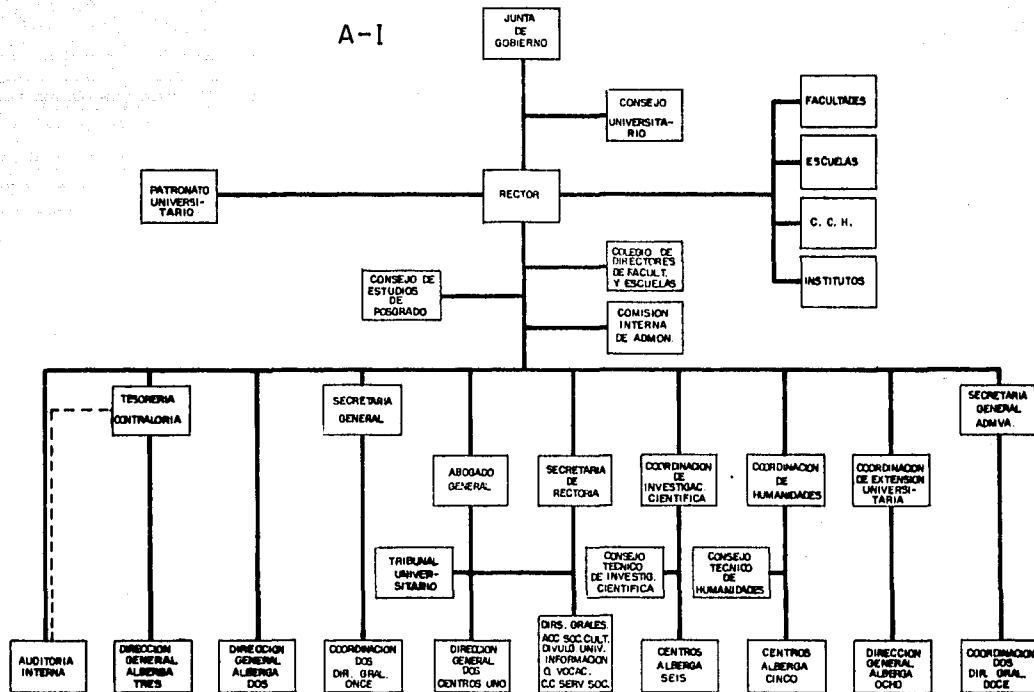 A-I
JUNTA
DE
GOBIERNO
CONSEJO
UNIVERSITA-
RIO
FACULTADES
ESCUELAS
PATRONATO
UNIVERSI-
TARIO
RECTOR
C. C. H.
COLEGIO DE
DIRECTORES
DE FACULT.
Y ESCUELAS
INSTITUTOS
CONSEJO DE
ESTUDIOS
DE
POSGRADO
COMISION
INTERNA
DE ADMON.
TESORERIA
CONTRALORIA
SECRETARIA
GENERAL
SECRETARIA
GENERAL
ADMVA.
ABOGADO
GENERAL
SECRETARIA
DE
RECTORIA
COORDINACION
DE
INVESTIGAC.
CIENTIFICA
COORDINACION
DE
HUMANIDADES
COORDINACION
DE EXTENSION
UNIVERSI-
TARIA
TRIBUNAL
UNIVER-
SITARIO
CONSEJO
TECNICO
DE INVESTIG.
CIENTIFICA
CONSEJO
TECNICO
DE
HUMANIDADES
AUDITORIA
INTERNA
DIRECCION
GENERAL
ALBERGA
TRES
DIRECCION
GENERAL
ALBERGA
DOS
COORDINACION
DOS
DIR. GRAL.
ONCE
DIRECCION
GENERAL
DOS
CENTROS UNO
DIRS. GRALES.
ACC SOC. CULT.
DIVULG. UNIV.
INFORMACION
O. VOCAC.
C.C SERV SOC.
CENTROS
ALBERGA
SEIS
CENTROS
ALBERGA
CINCO
DIRECCION
GENERAL
ALBERGA
OCHO
COORDINACION
DOS
DIR. GRAL.
DOCE